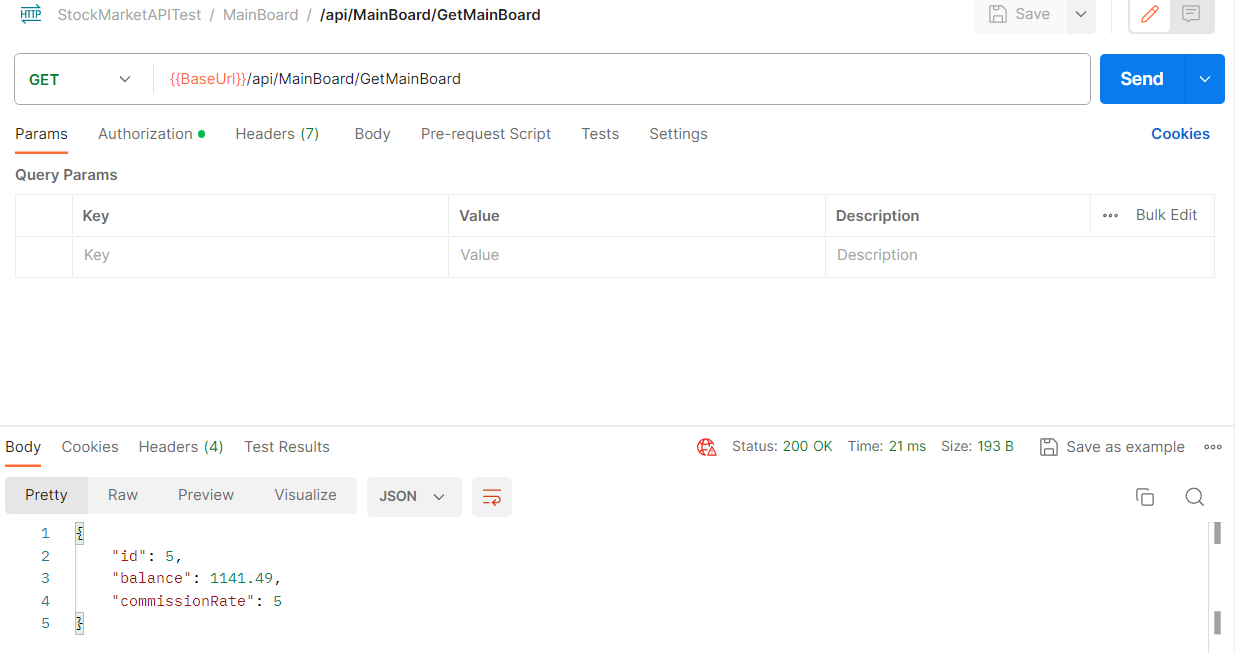 HTTP StockMarketAPITest / MainBoard / /api/MainBoard/GetMainBoard Save
GET {{BaseUrl}}/api/MainBoard/GetMainBoard Send
Params Authorization Headers (7) Body Pre-request Script Tests Settings Cookies
Query Params
Key Value Description Bulk Edit
Key Value Description
Body Cookies Headers (4) Test Results Status: 200 OK Time: 21 ms Size: 193 B Save as example
Pretty Raw Preview Visualize JSON
1 {
2 "id": 5,
3 "balance": 1141.49,
4 "commissionRate": 5
5 }